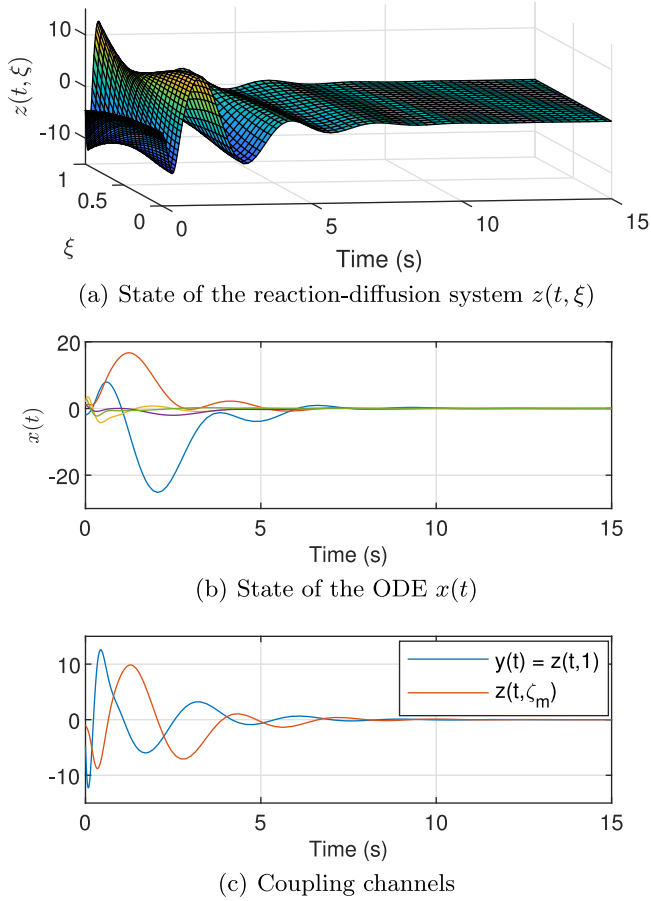 10
0
-10
z(t, ξ)
1
0.5
0
ξ
0
5
10
15
Time (s)
(a) State of the reaction-diffusion system z(t, ξ)
20
0
-20
x(t)
0
5
10
15
Time (s)
(b) State of the ODE x(t)
10
0
-10
y(t) = z(t,1)
z(t,ζ_m)
0
5
10
15
Time (s)
(c) Coupling channels